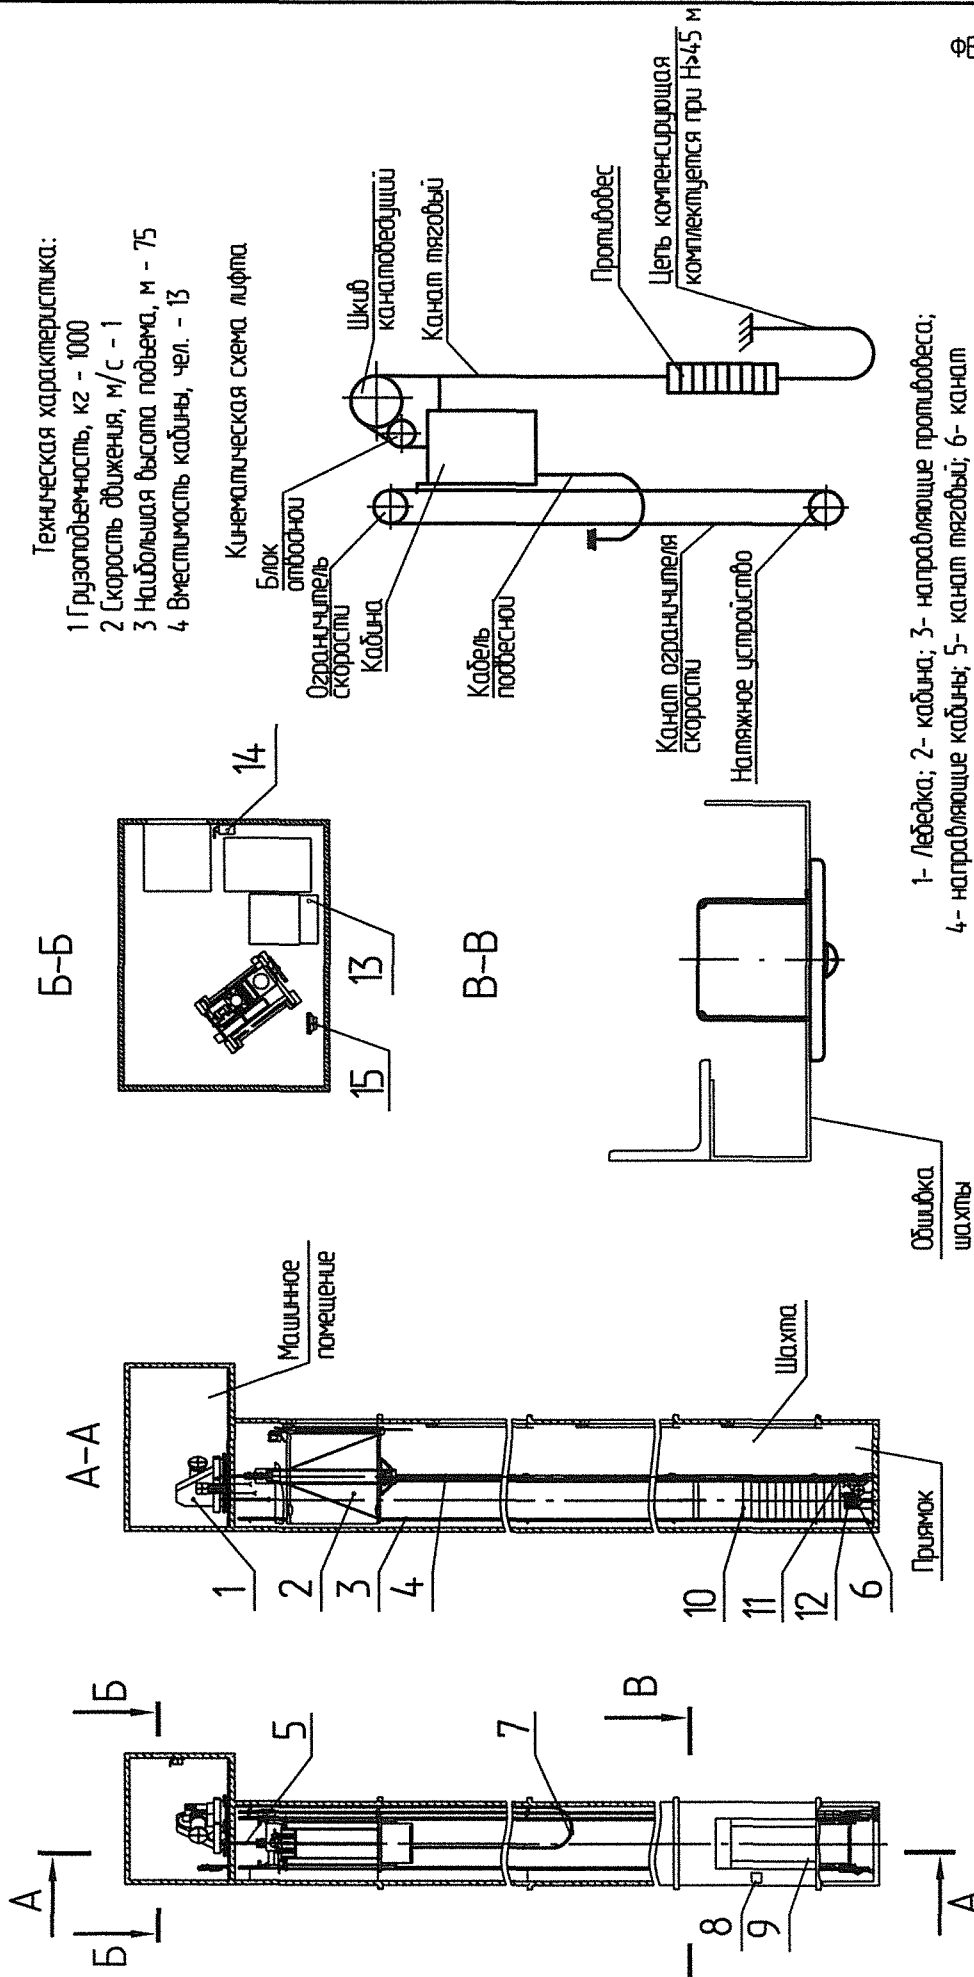 Техническая характеристика:
1 Грузоподъемность, кг - 1000
2 Скорость движения, м/с - 1
3 Наибольшая высота подъема, м - 75
4 Вместимость кабины, чел. - 13
Кинематическая схема лифта
Блок
отводной
Ограничитель
скорости
Кабина
Шкив
канатоведущий
Канат тяговый
Кабель
подвесной
Противовес
Канат ограничителя
скорости
Цепь компенсирующая
комплектуется при H>45 м
Натяжное устройство
Б-Б
13
14
15
В-В
Обшивка
шахты
А-А
Машинное
помещение
Шахта
Приямок
1
2
3
4
10
11
12
6
А
Б
Б
5
7
В
8
9
А
1- Лебедка; 2- кабина; 3- направляющие противовеса;
4- направляющие кабины; 5- канат тяговый; 6- канат